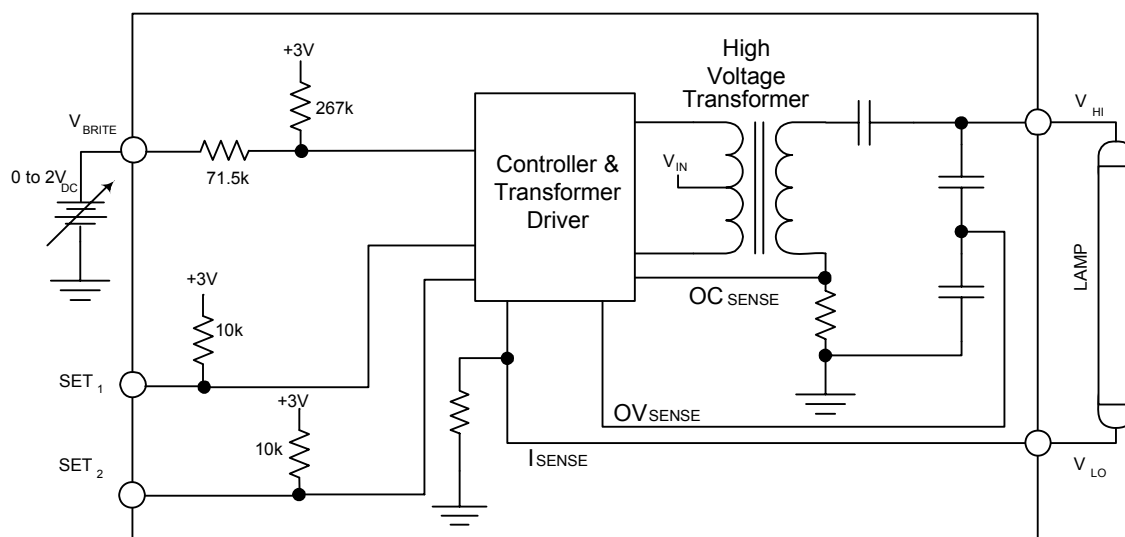 +3V
267k
V BRITE
71.5k
0 to 2V DC
+3V
10k
SET 1
+3V
10k
SET 2
Controller &
Transformer
Driver
High
Voltage
Transformer
V IN
OC SENSE
OV SENSE
I SENSE
V HI
LAMP
V LO